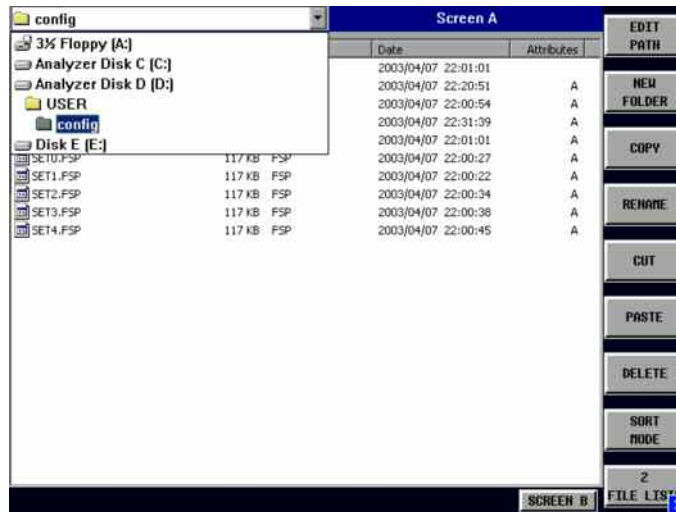 config
Screen A
3½ Floppy (A:)
Analyzer Disk C (C:)
Analyzer Disk D (D:)
USER
config
Disk E (E:)
Date Attributes
2003/04/07 22:01:01
2003/04/07 22:20:51 A
2003/04/07 22:00:54 A
2003/04/07 22:31:39 A
2003/04/07 22:01:01 A
SET0.FSP 117 KB FSP 2003/04/07 22:00:27 A
SET1.FSP 117 KB FSP 2003/04/07 22:00:22 A
SET2.FSP 117 KB FSP 2003/04/07 22:00:34 A
SET3.FSP 117 KB FSP 2003/04/07 22:00:38 A
SET4.FSP 117 KB FSP 2003/04/07 22:00:45 A
SCREEN B
EDIT
PATH
NEW
FOLDER
COPY
RENAME
CUT
PASTE
DELETE
SORT
MODE
2
FILE LIST